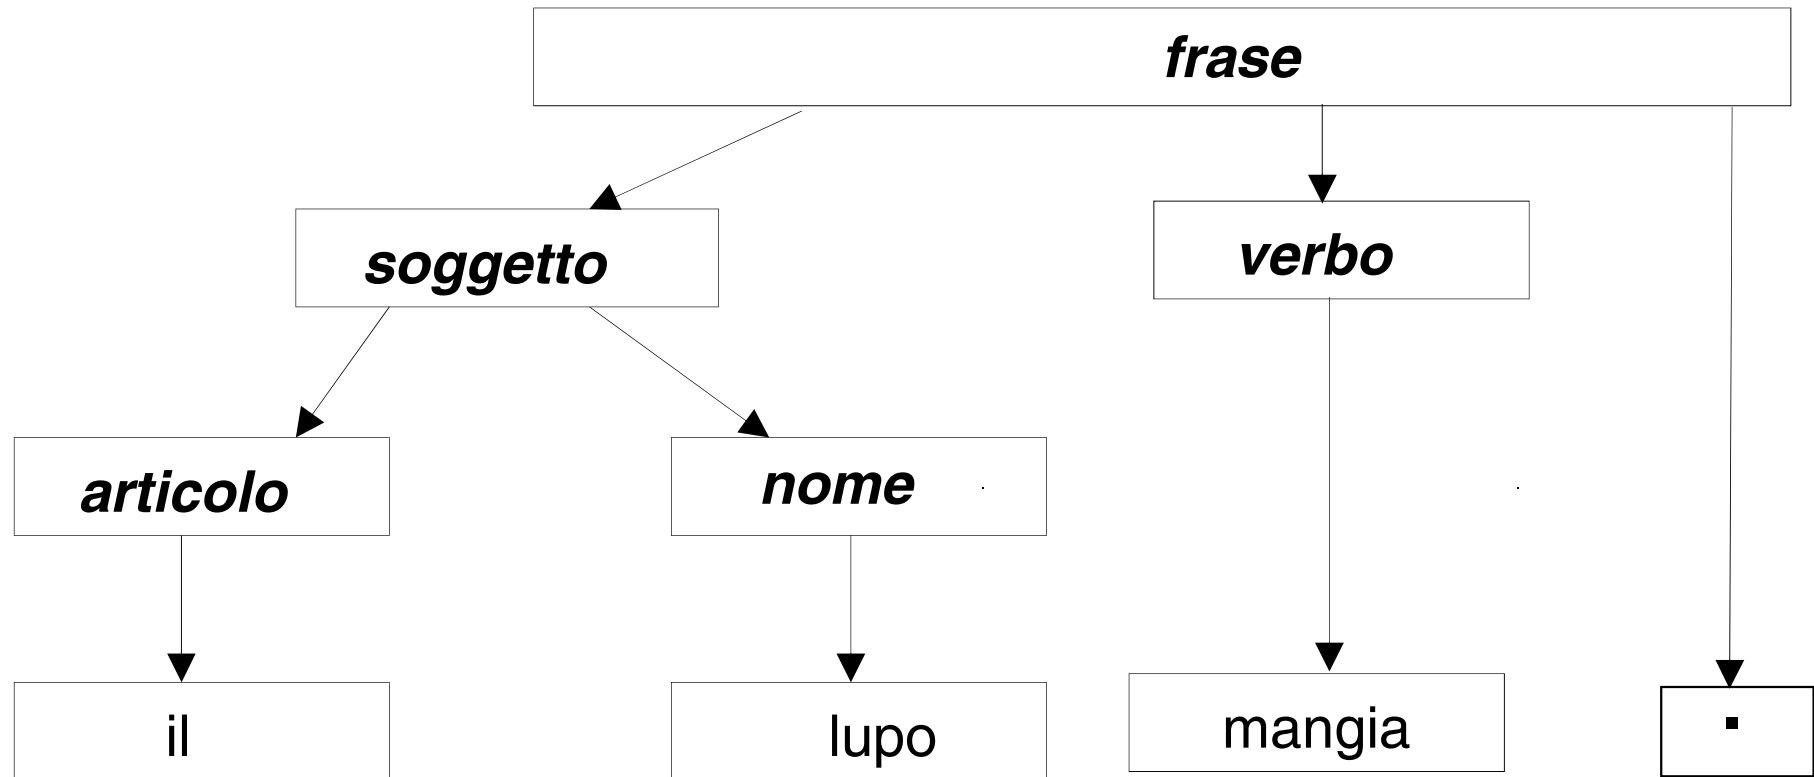 frase
soggetto
verbo
articolo
nome
il
lupo
mangia
.